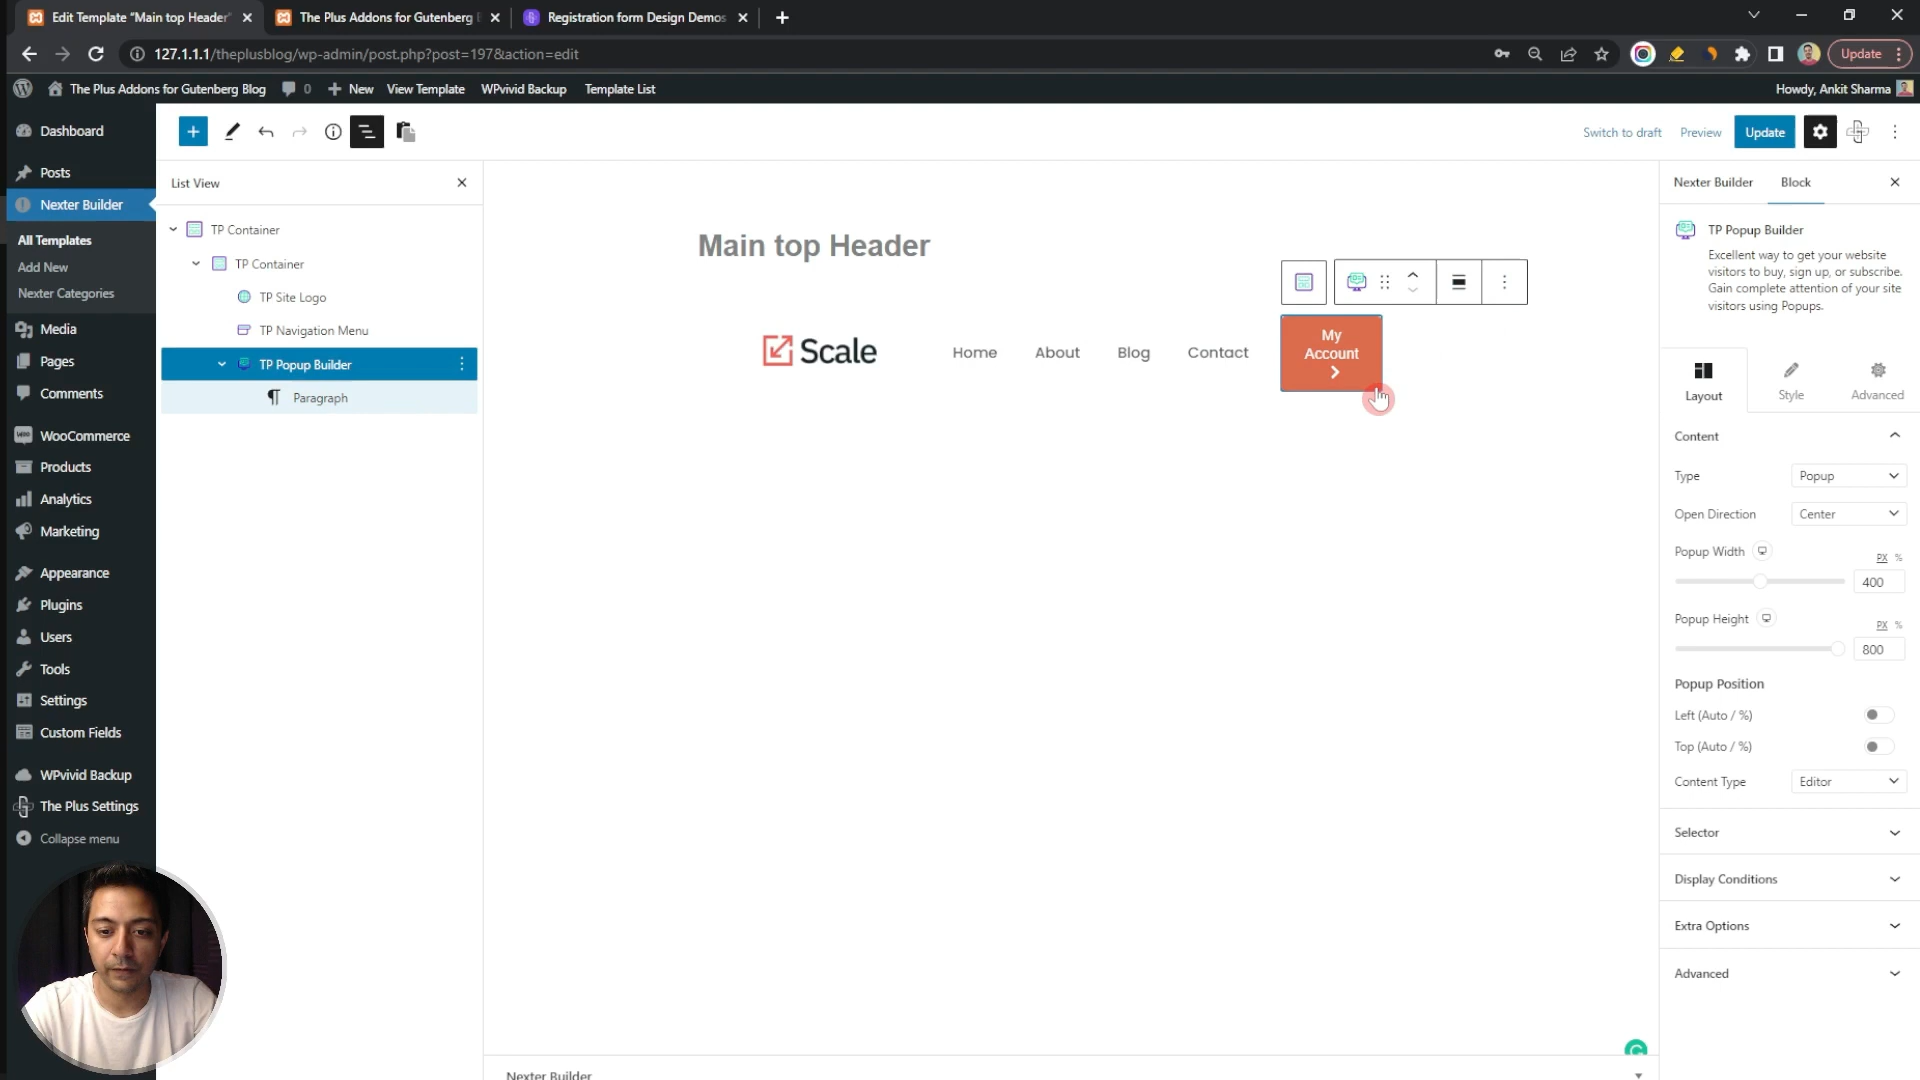 Edit Template “Main top Header”
The Plus Addons for Gutenberg B
Registration form Design Demos
127.1.1.1/theplusblog/wp-admin/post.php?post=197&action=edit
Update
The Plus Addons for Gutenberg Blog
0
New
View Template
WPvivid Backup
Template List
Howdy, Ankit Sharma
Dashboard
Posts
Nexter Builder
All Templates
Add New
Nexter Categories
Media
Pages
Comments
WooCommerce
Products
Analytics
Marketing
Appearance
Plugins
Users
Tools
Settings
Custom Fields
WPvivid Backup
The Plus Settings
Collapse menu
Switch to draft
Preview
Update
List View
TP Container
TP Container
TP Site Logo
TP Navigation Menu
TP Popup Builder
Paragraph
Main top Header
Scale
Home
About
Blog
Contact
My
Account
Nexter Builder
Nexter Builder
Block
TP Popup Builder
Excellent way to get your website
visitors to buy, sign up, or subscribe.
Gain complete attention of your site
visitors using Popups.
Layout
Style
Advanced
Content
Type
Popup
Open Direction
Center
Popup Width
PX %
400
Popup Height
PX %
800
Popup Position
Left (Auto / %)
Top (Auto / %)
Content Type
Editor
Selector
Display Conditions
Extra Options
Advanced